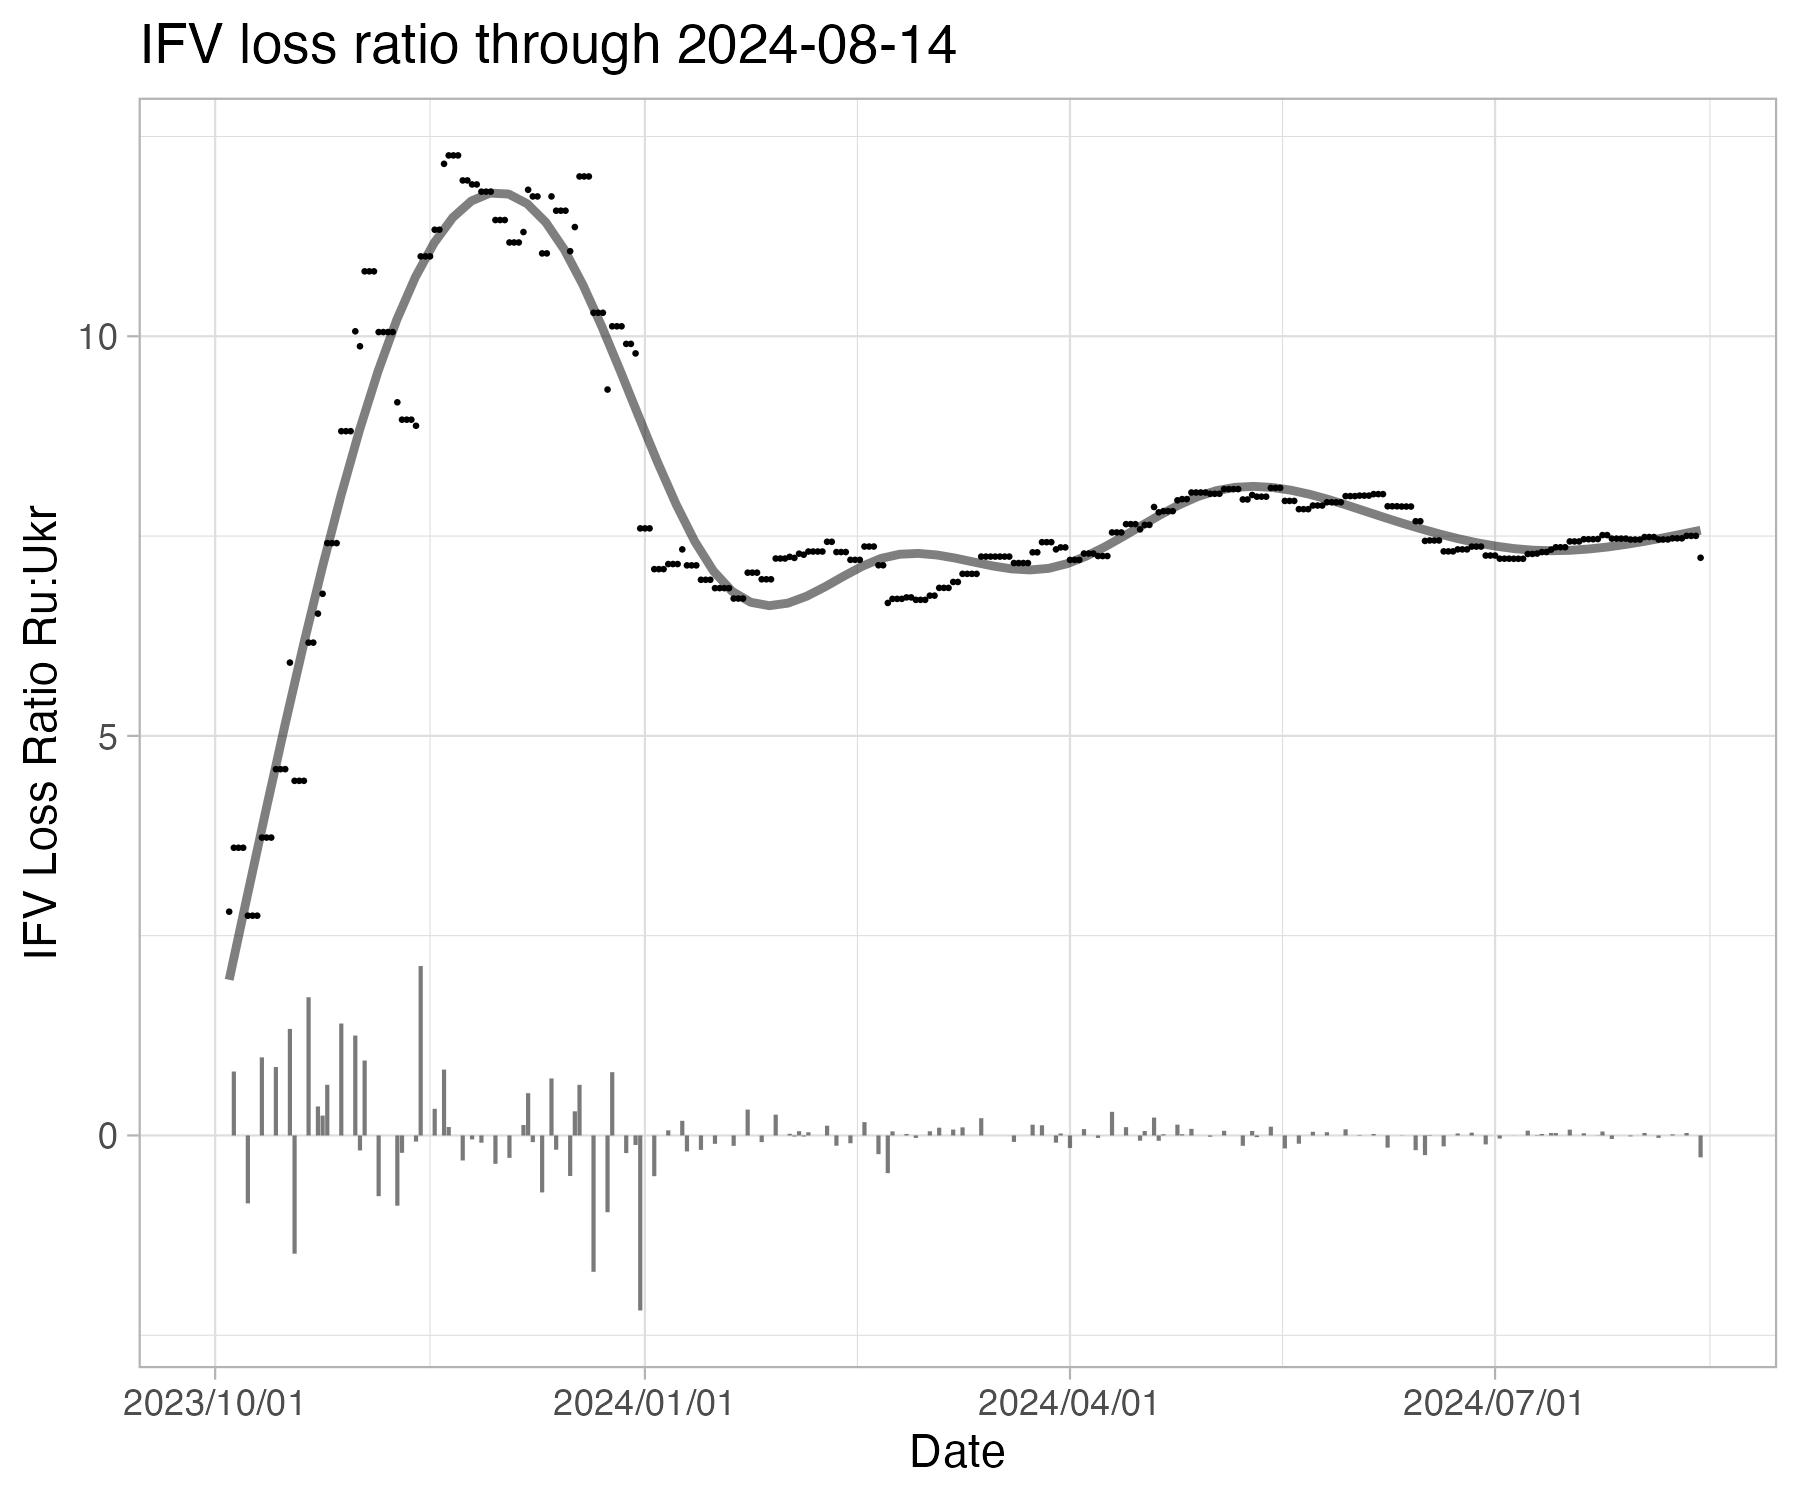 IFV loss ratio through 2024-08-14
IFV Loss Ratio Ru:Ukr
10
5
0
2023/10/01
2024/01/01
2024/04/01
2024/07/01
Date